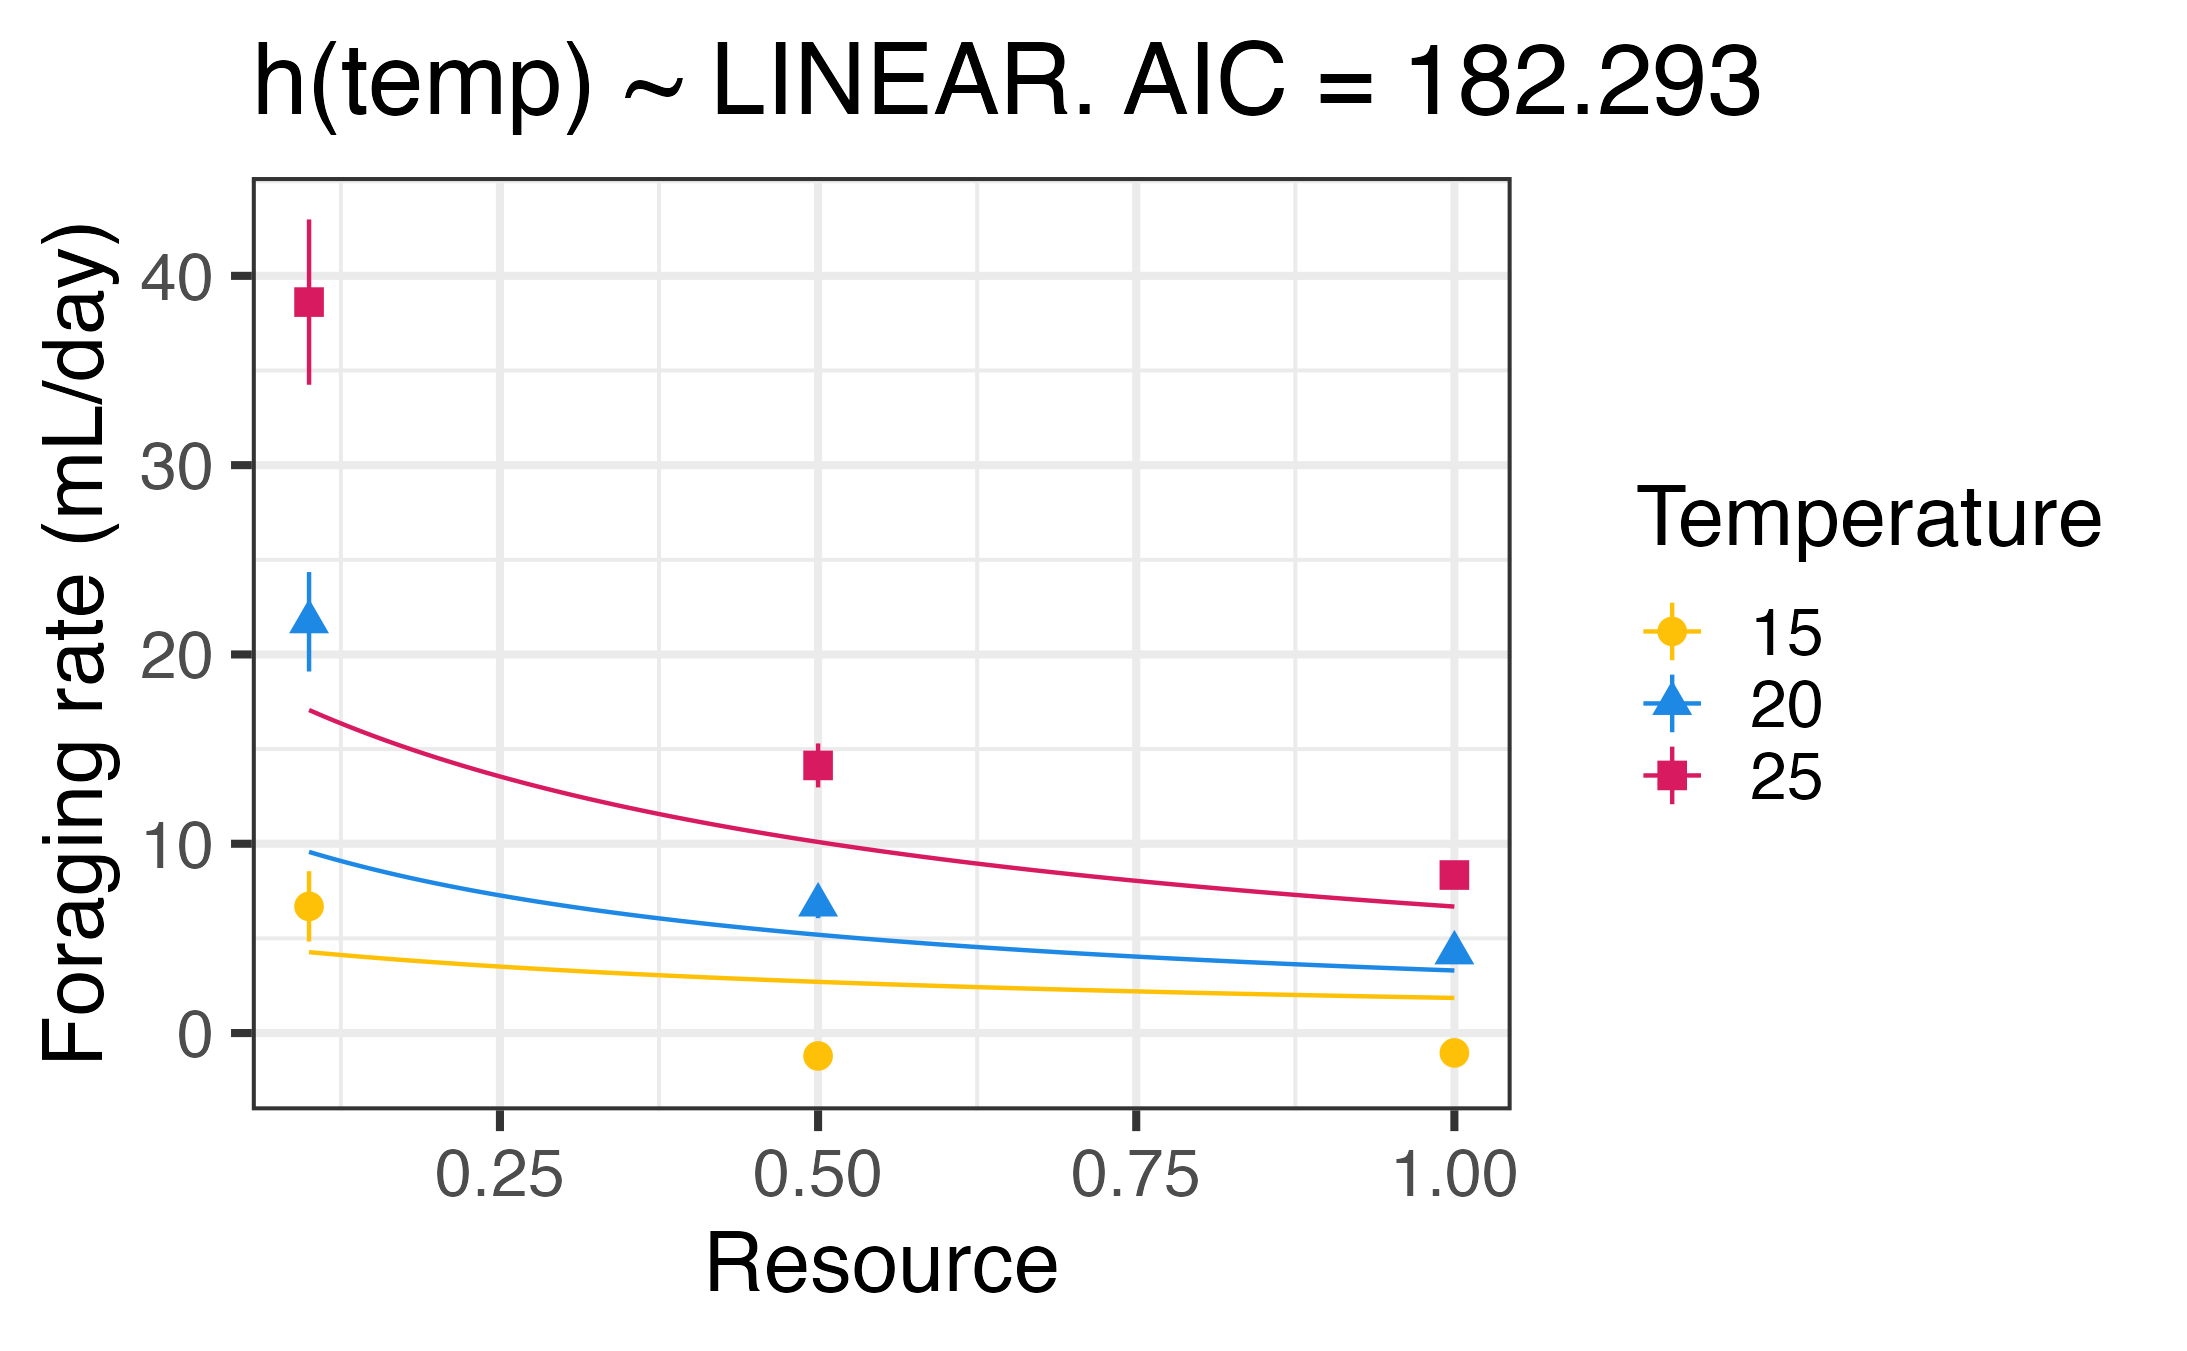 h(temp) ~ LINEAR. AIC = 182.293
Foraging rate (mL/day)
40
30
20
10
0
0.25 0.50 0.75 1.00
Resource
Temperature
15
20
25